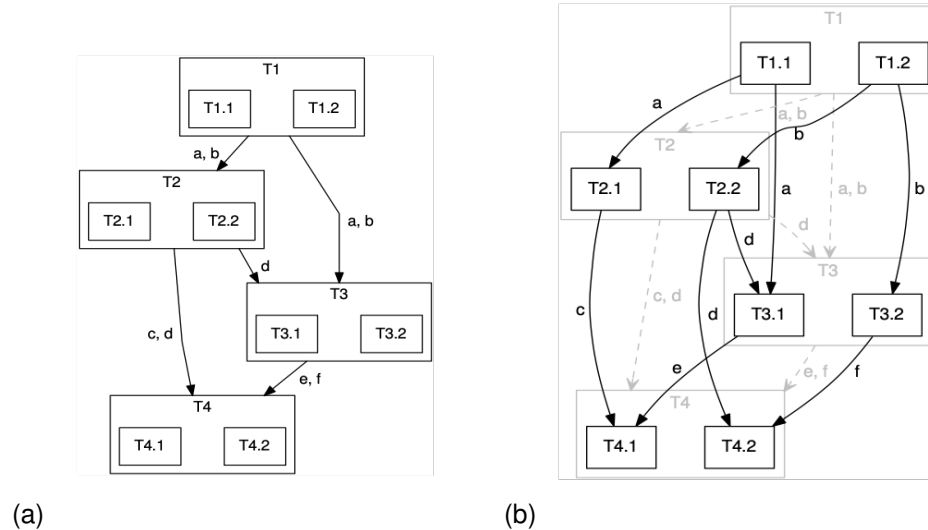 T1
T1.1 T1.2
a, b
T2
T2.1 T2.2
a, b
d
T3
T3.1 T3.2
c, d
e, f
T4
T4.1 T4.2
(a)
T1
T1.1 T1.2
a
a, b
b
T2
T2.1 T2.2
a
a, b
b
d
d
T3
c
c, d
d
T3.1 T3.2
e
e, f
f
T4
T4.1 T4.2
(b)